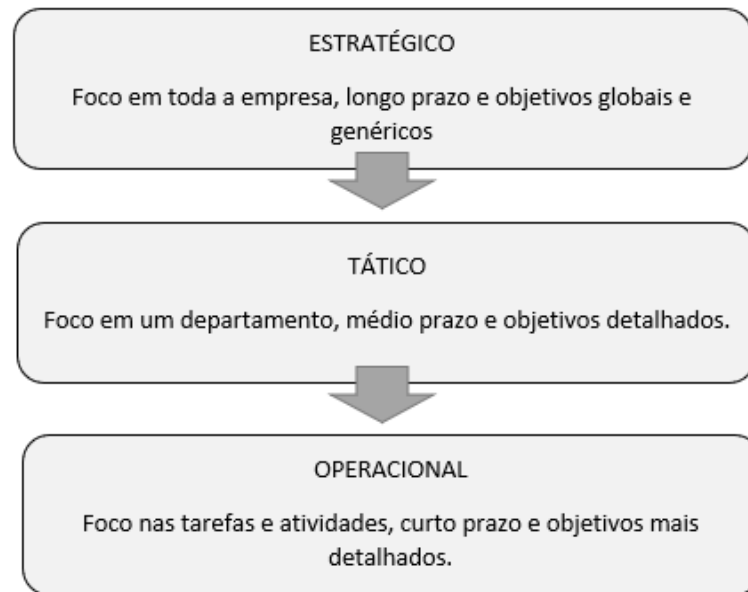 ESTRATÉGICO
Foco em toda a empresa, longo prazo e objetivos globais e
genéricos
TÁTICO
Foco em um departamento, médio prazo e objetivos detalhados.
OPERACIONAL
Foco nas tarefas e atividades, curto prazo e objetivos mais
detalhados.